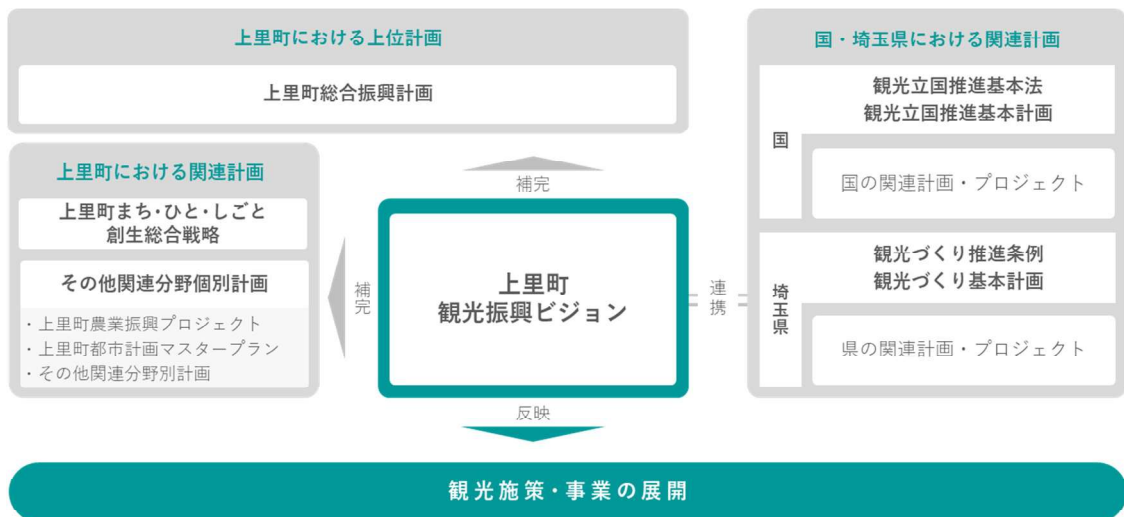 上里町における上位計画
上里町総合振興計画
上里町における関連計画
上里町まち・ひと・しごと
創生総合戦略
その他関連分野個別計画
・上里町農業振興プロジェクト
・上里町都市計画マスタープラン
・その他関連分野別計画
補完
補完
上里町
観光振興ビジョン
連携
反映
国・埼玉県における関連計画
国
観光立国推進基本法
観光立国推進基本計画
国の関連計画・プロジェクト
埼玉県
観光づくり推進条例
観光づくり基本計画
県の関連計画・プロジェクト
観光施策・事業の展開